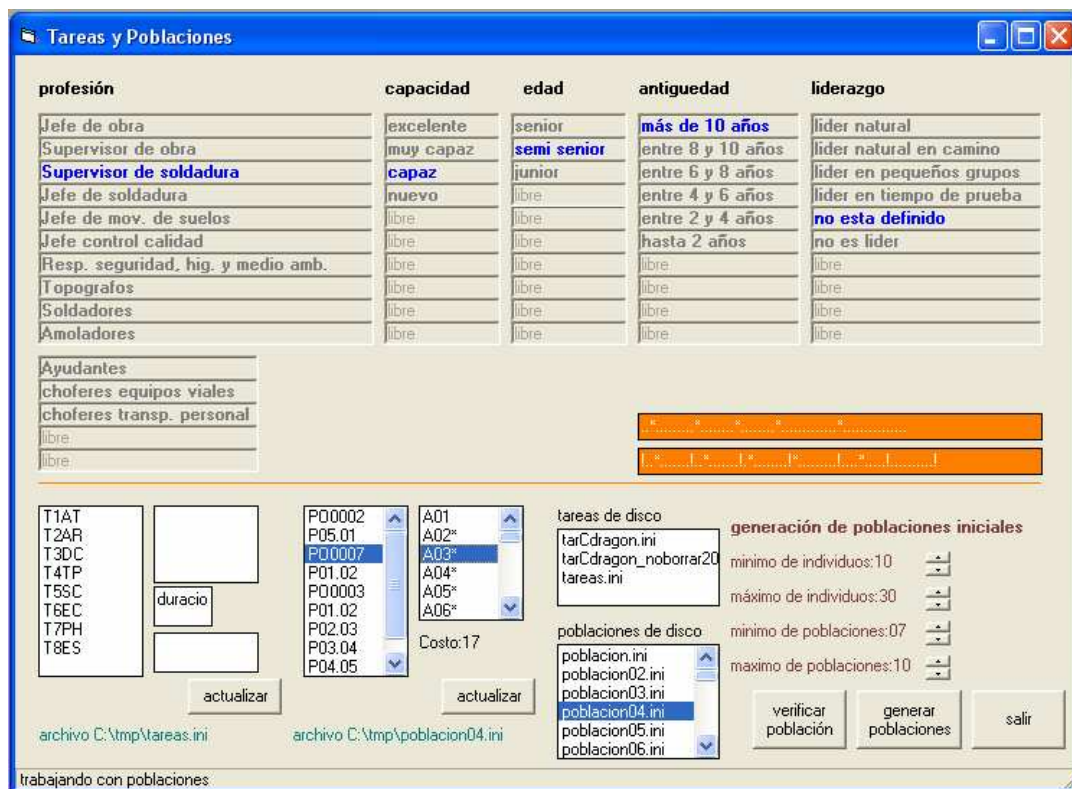 Tareas y Poblaciones
profesión capacidad edad antiguedad liderazgo
Jefe de obra excelente senior más de 10 años lider natural
Supervisor de obra muy capaz semi senior entre 8 y 10 años lider natural en camino
Supervisor de soldadura capaz junior entre 6 y 8 años lider en pequeños grupos
Jefe de soldadura nuevo libre entre 4 y 6 años lider en tiempo de prueba
Jefe de mov. de suelos libre libre entre 2 y 4 años no esta definido
Jefe control calidad libre libre hasta 2 años no es lider
Resp. seguridad, hig. y medio amb. libre libre libre libre
Topografos libre libre libre libre
Soldadores libre libre libre libre
Amoladores libre libre libre libre
Ayudantes
choferes equipos viales
choferes transp. personal
libre
libre
T1AT
T2AR
T3DC
T4TP
T5SC
T6EC
T7PH
T8ES
duracio
actualizar
archivo C:\tmp\tareas.ini
PO0002
P05.01
PO0007
P01.02
PO0003
P01.02
P02.03
P03.04
P04.05
A01
A02*
A03*
A04*
A05*
A06*
Costo:17
actualizar
archivo C:\tmp\poblacion04.ini
tareas de disco
tarCdragon.ini
tarCdragon_noborrar20
tareas.ini
poblaciones de disco
poblacion.ini
poblacion02.ini
poblacion03.ini
poblacion04.ini
poblacion05.ini
poblacion06.ini
generación de poblaciones iniciales
minimo de individuos:10
máximo de individuos:30
minimo de poblaciones:07
maximo de poblaciones:10
verificar población
generar poblaciones
salir
trabajando con poblaciones